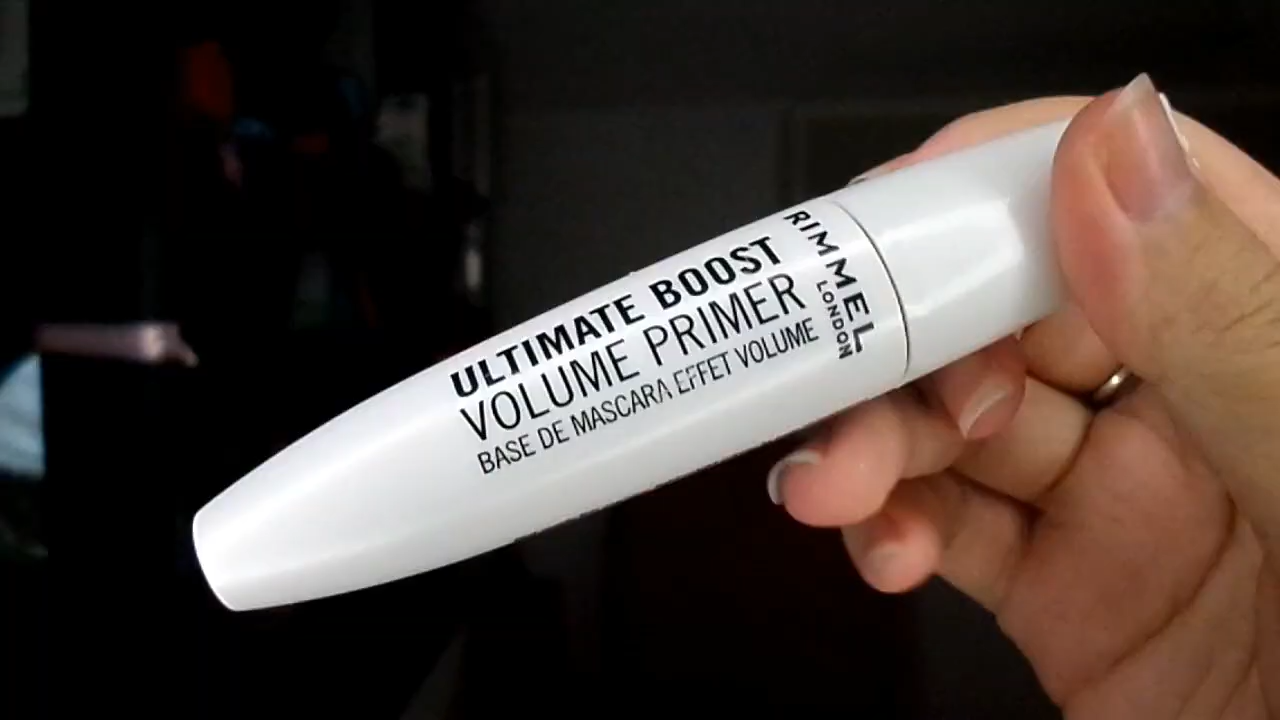 ULTIMATE BOOST
VOLUME PRIMER
BASE DE MASCARA EFFET VOLUME
RIMMEL
LONDON